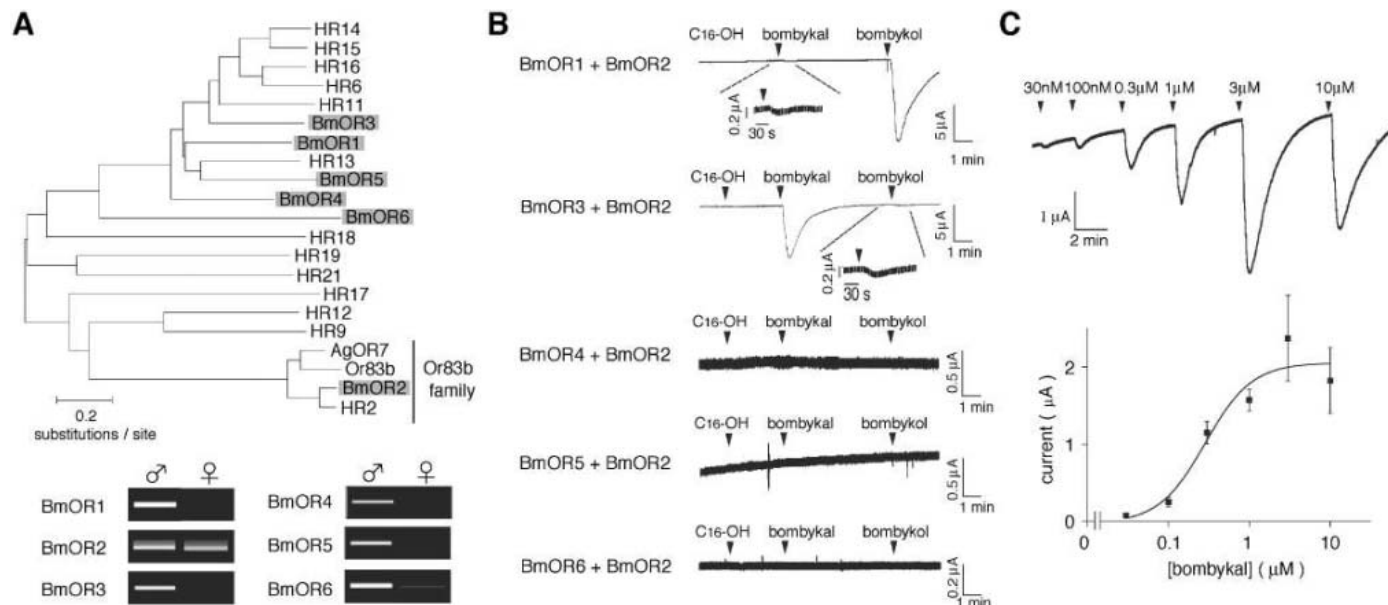 A
HR14
HR15
HR16
HR6
HR11
BmOR3
BmOR1
HR13
BmOR5
BmOR4
BmOR6
HR18
HR19
HR21
HR17
HR12
HR9
AgOR7
Or83b
BmOR2
HR2
Or83b
family
0.2
substitutions / site
♂ ♀
BmOR1
BmOR2
BmOR3
♂ ♀
BmOR4
BmOR5
BmOR6
B
BmOR1 + BmOR2
C16-OH bombykal bombykol
0.2 μA
30 s
5 μA
1 min
BmOR3 + BmOR2
C16-OH bombykal bombykol
0.2 μA
30 s
5 μA
1 min
BmOR4 + BmOR2
C16-OH bombykal bombykol
0.5 μA
1 min
BmOR5 + BmOR2
C16-OH bombykal bombykol
0.5 μA
1 min
BmOR6 + BmOR2
C16-OH bombykal bombykol
0.2 μA
1 min
C
30nM 100nM 0.3μM 1μM 3μM 10μM
1 μA
2 min
current ( μA )
2
1
0
0 0.1 1 10
[bombykal] ( μM )